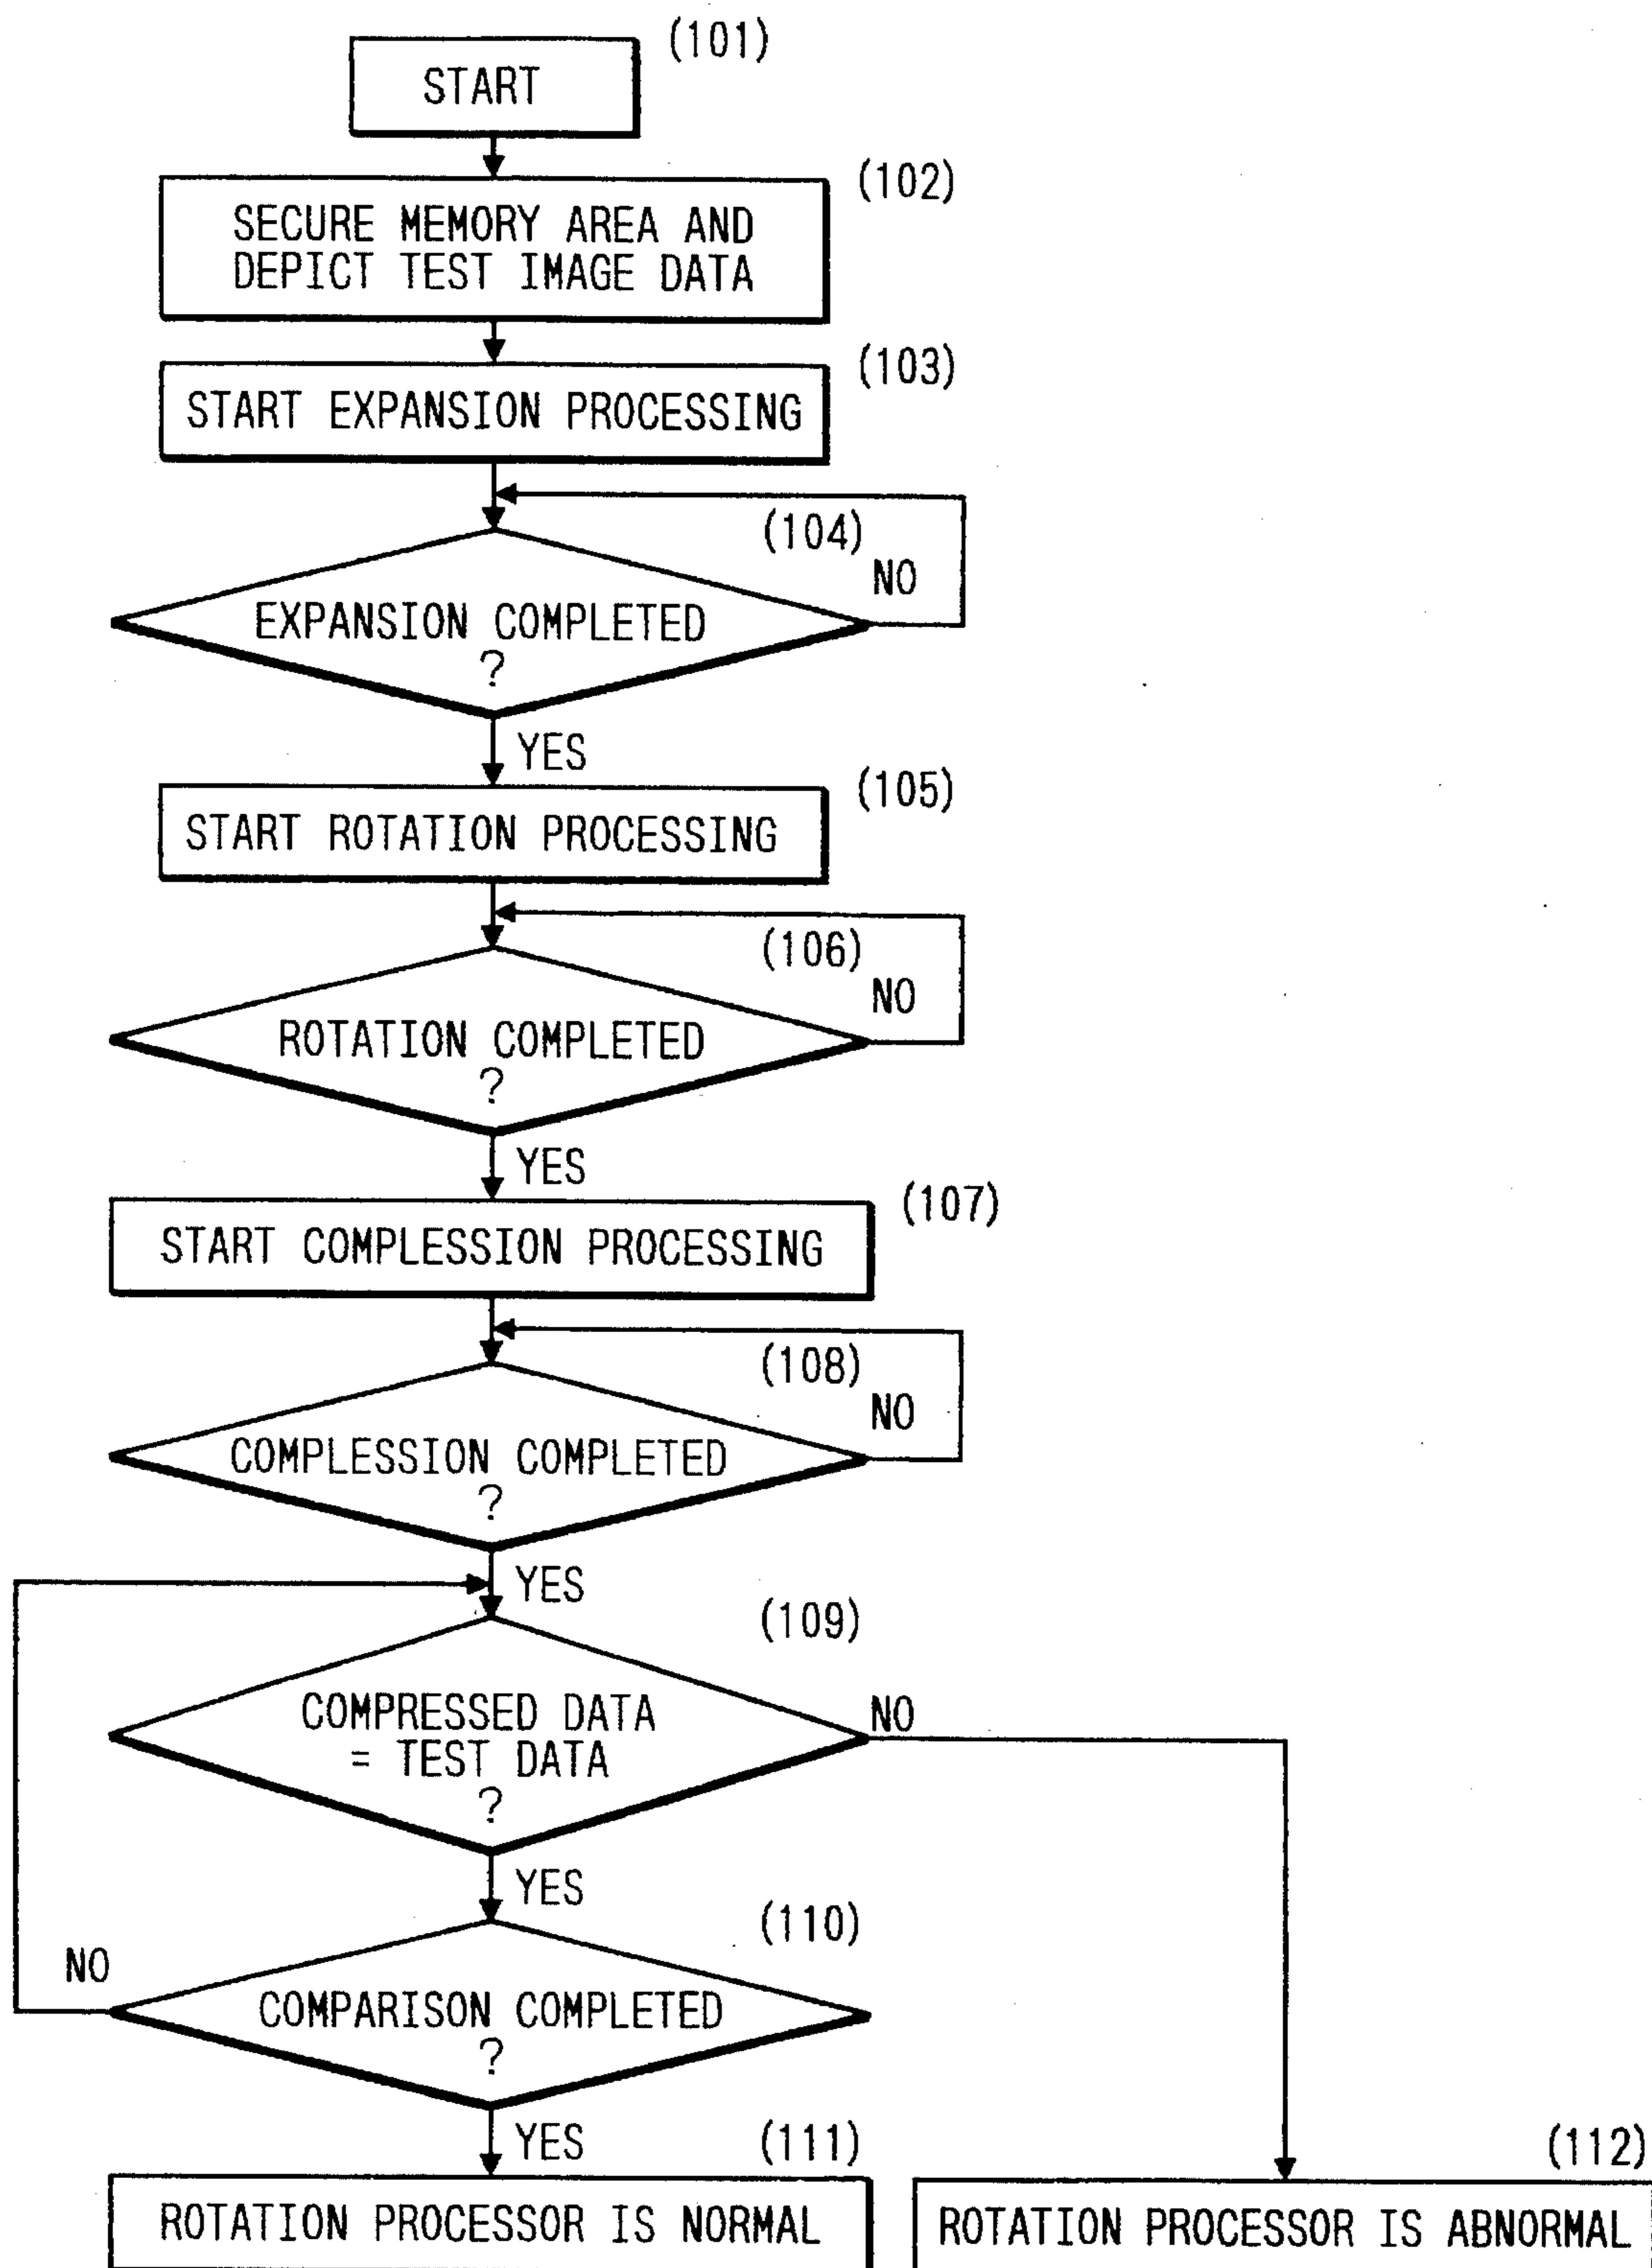 (101)
START
(102)
SECURE MEMORY AREA AND
DEPICT TEST IMAGE DATA
(103)
START EXPANSION PROCESSING
(104)
NO
EXPANSION COMPLETED
?
YES
(105)
START ROTATION PROCESSING
(106)
NO
ROTATION COMPLETED
?
YES
(107)
START COMPLESSION PROCESSING
(108)
NO
COMPLESSION COMPLETED
?
YES
(109)
COMPRESSED DATA
= TEST DATA
?
NO
YES
(110)
NO
COMPARISON COMPLETED
?
YES
(111)
(112)
ROTATION PROCESSOR IS NORMAL
ROTATION PROCESSOR IS ABNORMAL